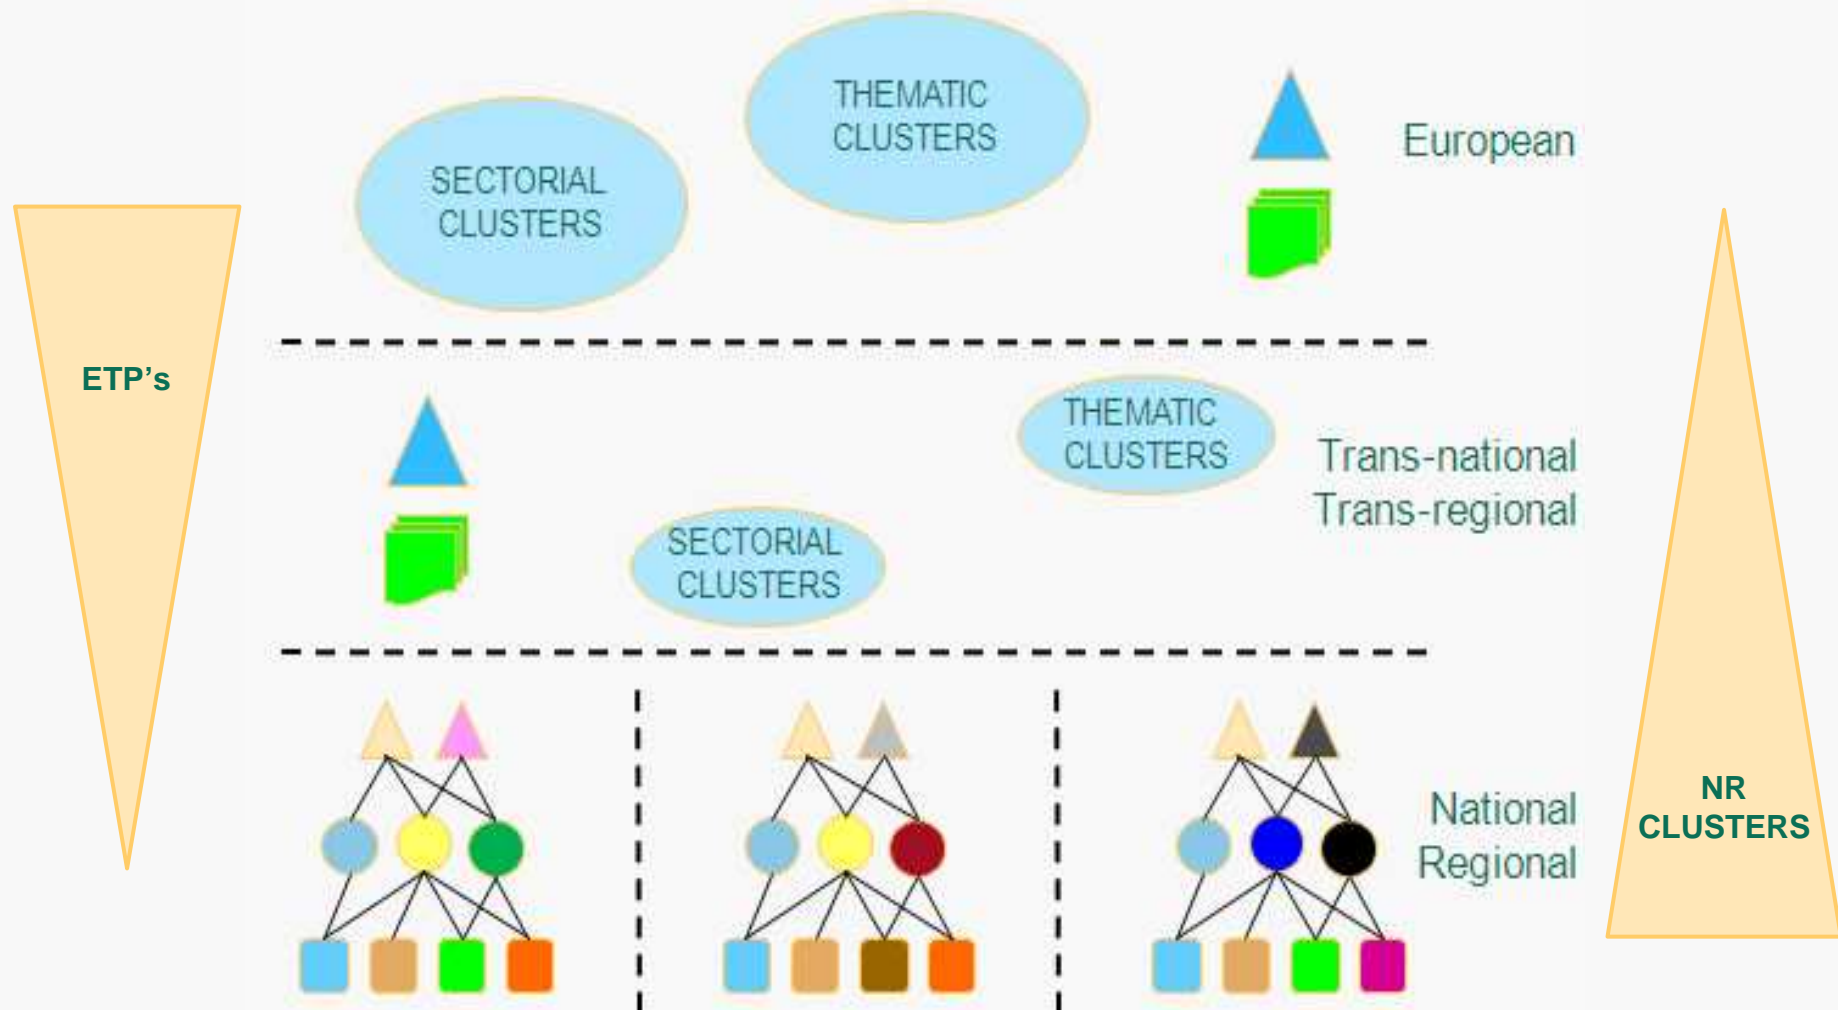 THEMATIC
CLUSTERS
European
SECTORIAL
CLUSTERS
ETP’s
THEMATIC
CLUSTERS
Trans-national
Trans-regional
SECTORIAL
CLUSTERS
National
Regional
NR
CLUSTERS